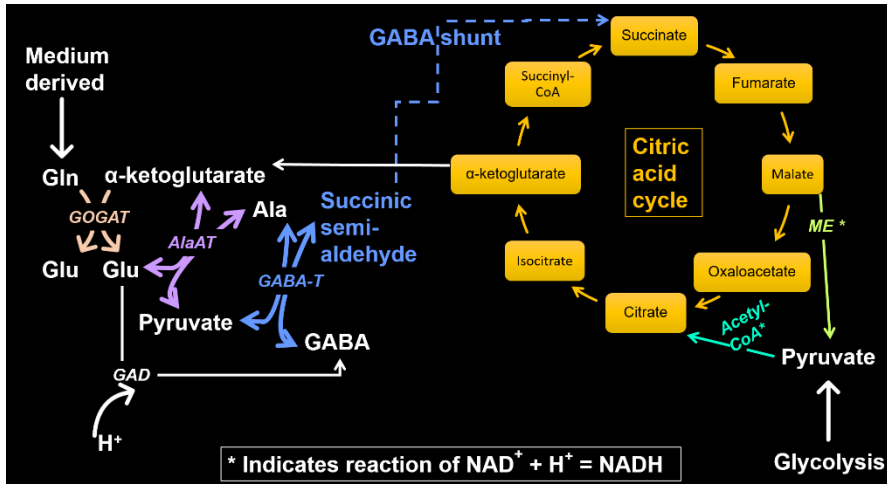 Medium
derived
Gln
α-ketoglutarate
GOGAT
Ala
AlaAT
Glu
Glu
Pyruvate
GABA-T
Succinic
semi-
aldehyde
GABA
GAD
H⁺
GABA shunt
Succinate
Succinyl-
CoA
Fumarate
α-ketoglutarate
Citric
acid
cycle
Malate
ME *
Isocitrate
Oxaloacetate
Citrate
Acetyl-
CoA*
Pyruvate
Glycolysis
* Indicates reaction of NAD⁺ + H⁺ = NADH